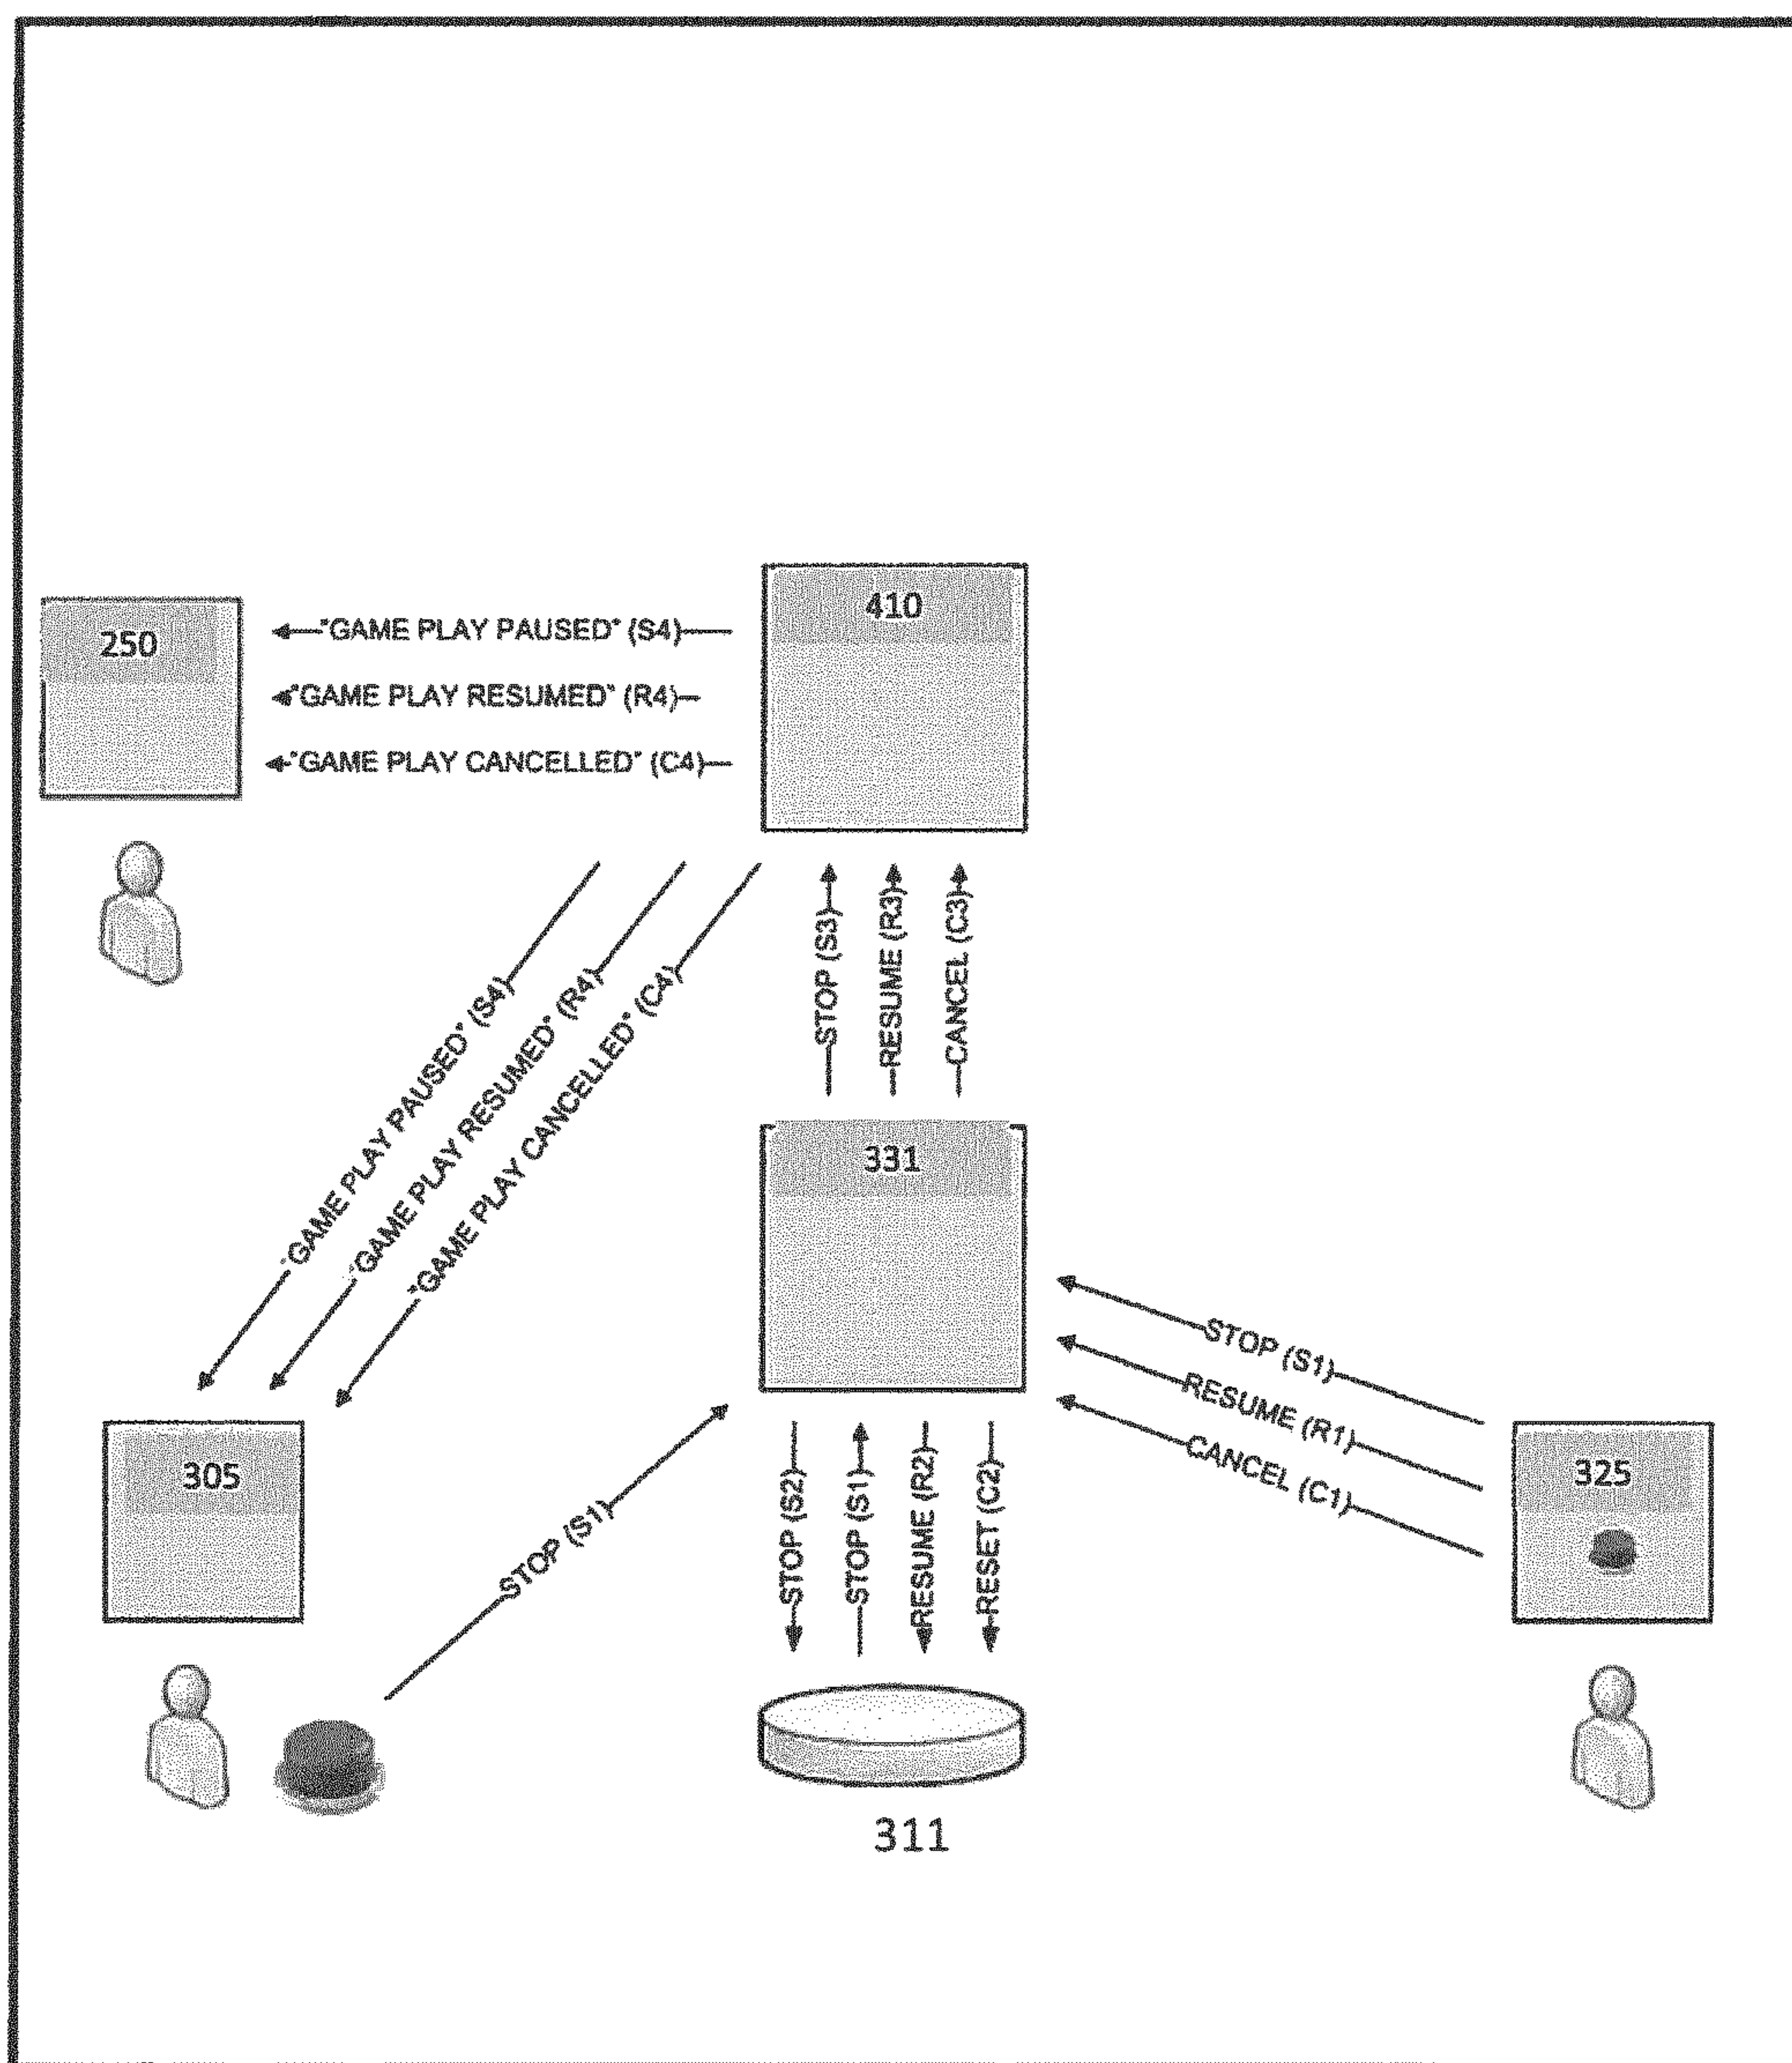 410
250
"GAME PLAY PAUSED" (S4)
"GAME PLAY RESUMED" (R4)
"GAME PLAY CANCELLED" (C4)
"GAME PLAY PAUSED" (S4)
"GAME PLAY RESUMED" (R4)
"GAME PLAY CANCELLED" (C4)
STOP (S3)
RESUME (R3)
CANCEL (C3)
331
STOP (S1)
RESUME (R1)
CANCEL (C1)
305
STOP (S1)
STOP (S2)
STOP (S1)
RESUME (R2)
RESET (C2)
325
311